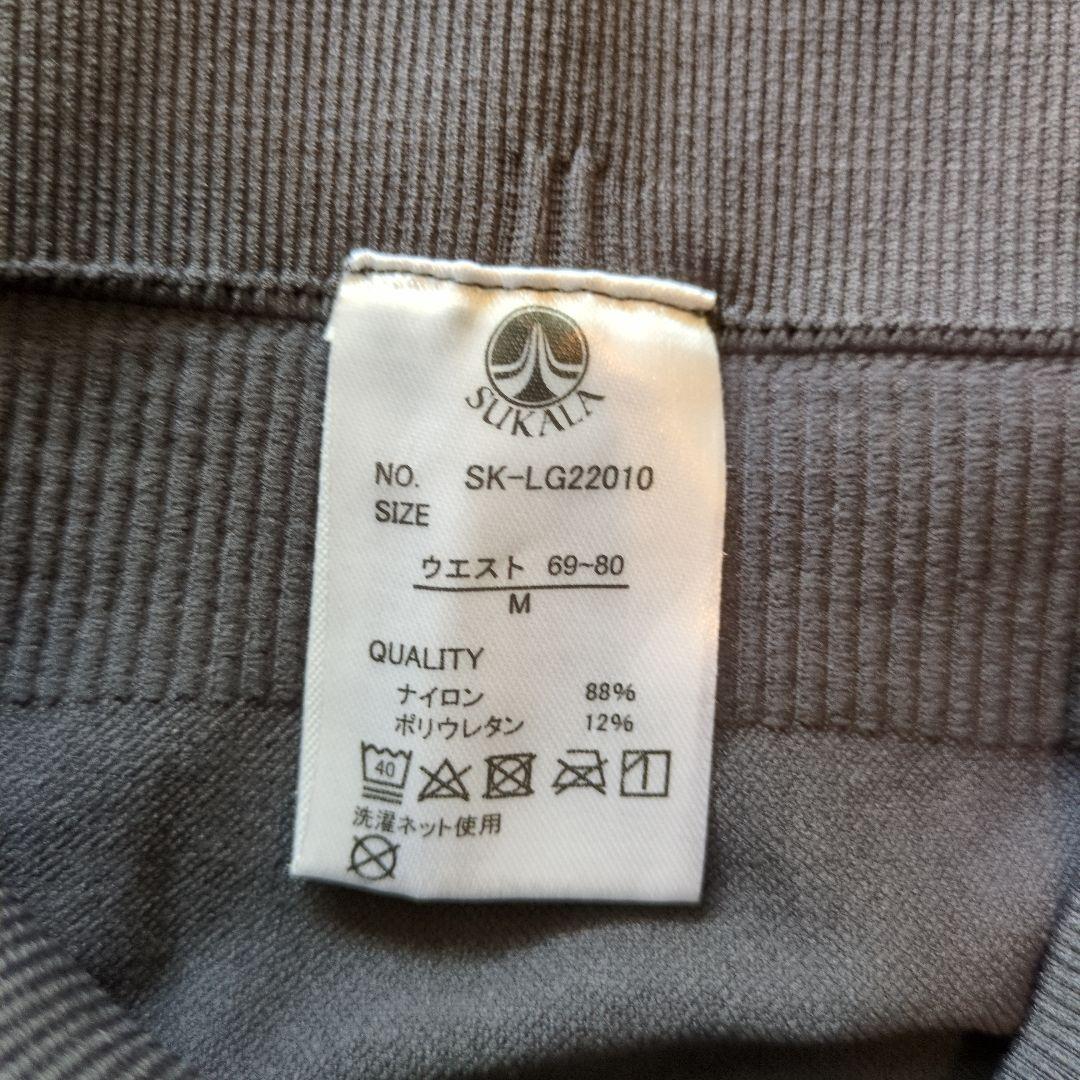 SUKALA
NO. SK-LG22010
SIZE
ウエスト 69~80
M
QUALITY
ナイロン 88%
ポリウレタン 12%
40
洗濯ネット使用